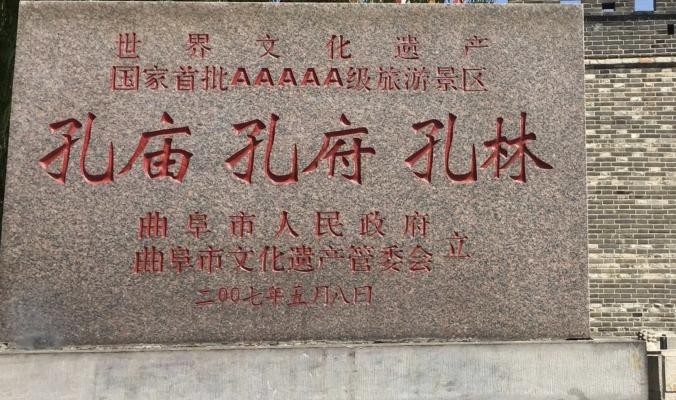 世界文化遗产
国家首批AAAAA级旅游景区
孔庙 孔府 孔林
曲阜市人民政府
曲阜市文化遗产管委会 立
二00七年五月八日